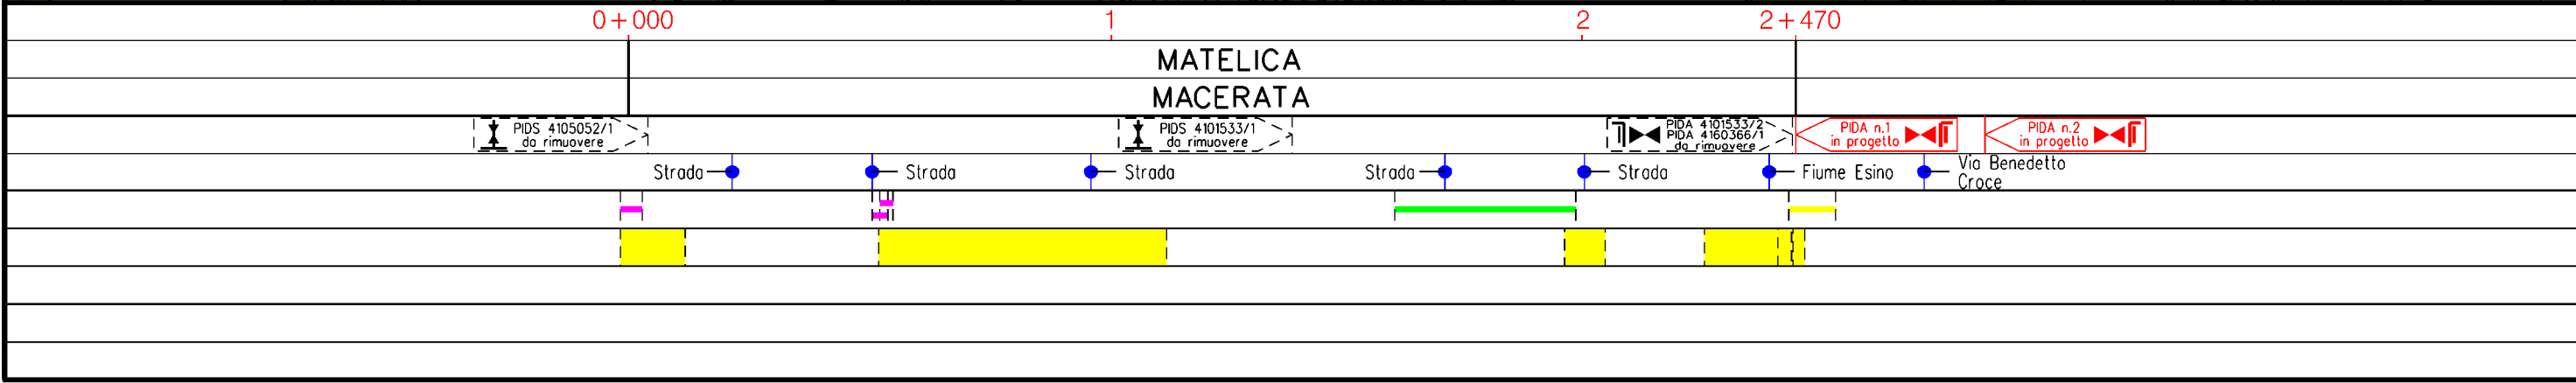 0+000 1 2 2+470
MATELICA
MACERATA
PIDS 4105052/1
da rimuovere
PIDS 4101533/1
da rimuovere
PIDA 4101533/2
PIDA 4160366/1
da rimuovere
PIDA n.1
in progetto
PIDA n.2
in progetto
Strada Strada Strada Strada Strada Fiume Esino Via Benedetto
Croce